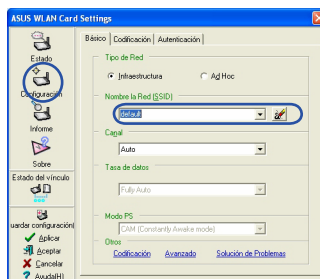 ASUS WLAN Card Settings
Estado
Configuración
Informe
Sobre
Estado del vínculo
uardar configuración)
Aplicar
Aceptar
Cancelar
Ayuda(H)
Básico
Codificación
Autenticación
Tipo de Red
Infraestructura
Ad Hoc
Nombre la Red (SSID)
default
Canal
Auto
Tasa de datos
Fully Auto
Modo PS
CAM (Constantly Awake mode)
Otros
Codificación
Avanzado
Solución de Problemas